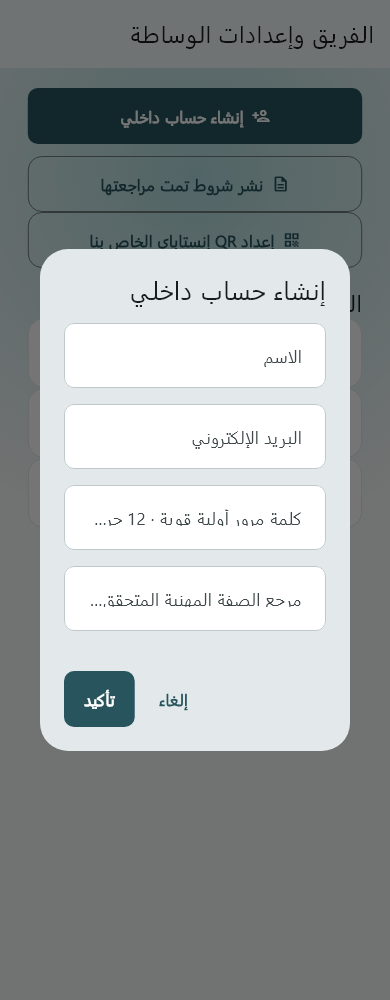 الفريق وإعدادات الوساطة
إنشاء حساب داخلي
نشر شروط تمت مراجعتها
إعداد QR إنستاباي الخاص بنا
إنشاء حساب داخلي
الاسم
البريد الإلكتروني
كلمة مرور أولية قوية · 12 حر...
مرجع الصفة المهنية المتحقق...
إلغاء
تأكيد